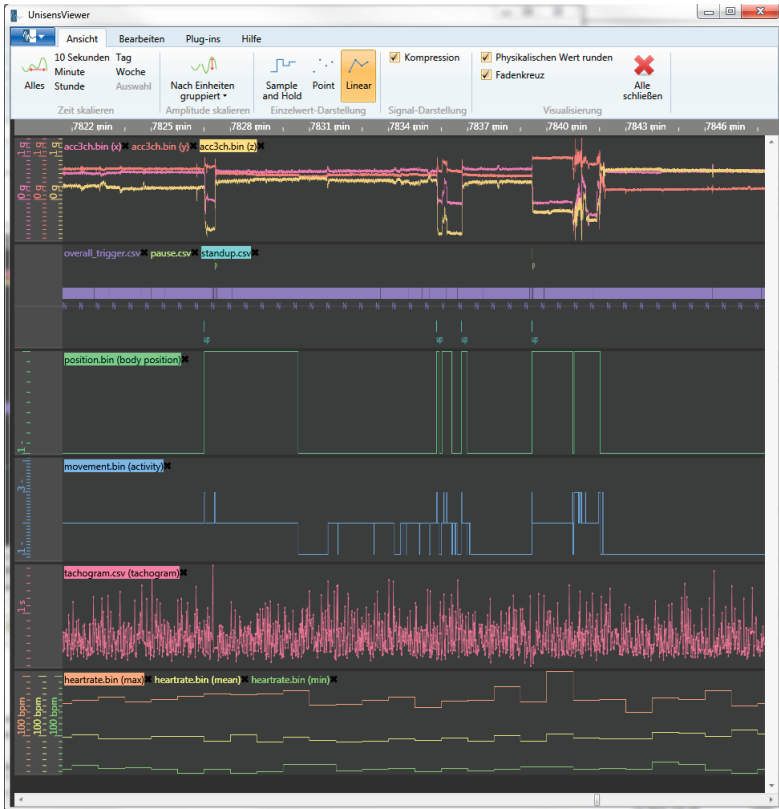 UnisensViewer
Ansicht Bearbeiten Plug-ins Hilfe
Alles
10 Sekunden Tag
Minute Woche
Stunde Auswahl
Zeit skalieren
Nach Einheiten
gruppiert
Amplitude skalieren
Sample
and Hold
Point
Linear
Einzelwert-Darstellung
Kompression
Signal-Darstellung
Physikalischen Wert runden
Fadenkreuz
Alle
schließen
Visualisierung
7822 min 7825 min 7828 min 7831 min 7834 min 7837 min 7840 min 7843 min 7846 min
acc3ch.bin (x) acc3ch.bin (y) acc3ch.bin (z)
overall_trigger.csv pause.csv standup.csv
p p
N N N N N N N N N N N N N N N N N N N N N N N N N N N N N N N N N
position.bin (body position)
1
movement.bin (activity)
3
1
tachogram.csv (tachogram)
1 s
heartrate.bin (max) heartrate.bin (mean) heartrate.bin (min)
100 bpm
100 bpm
100 bpm